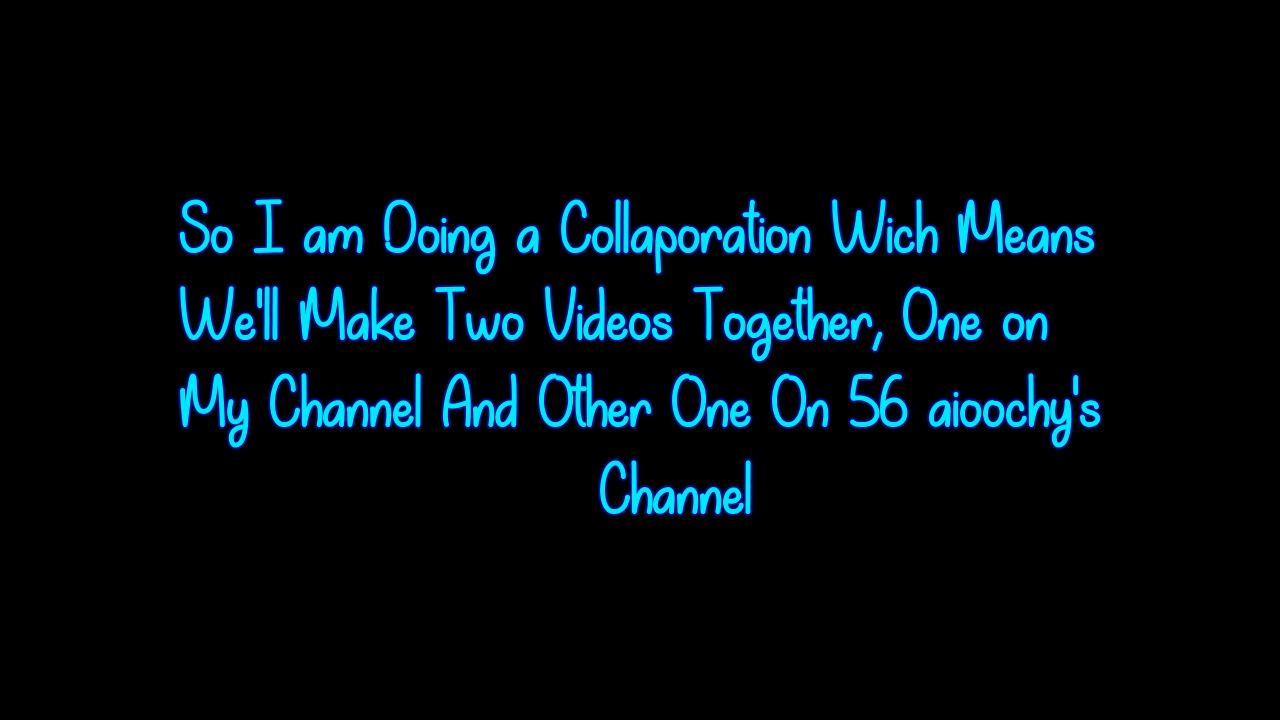 So I am Doing a Collaporation Wich Means
We'll Make Two Videos Together, One on
My Channel And Other One On 56 aioochy's
Channel